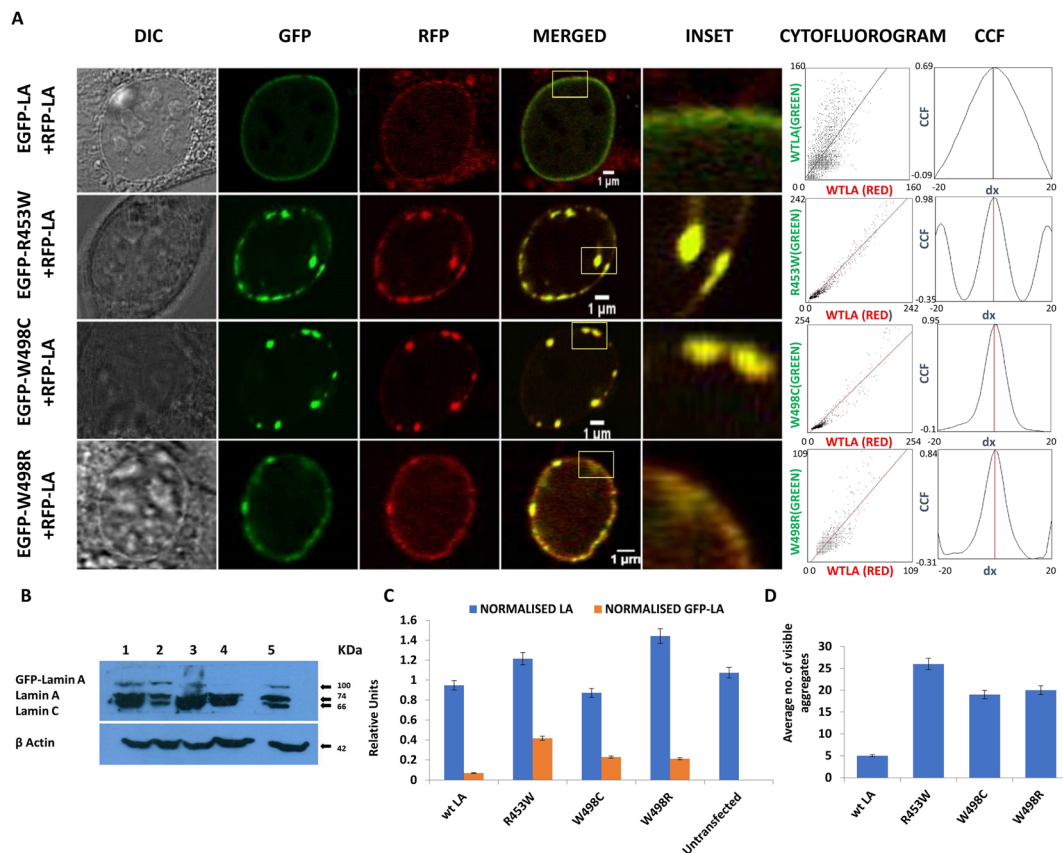 A
DIC GFP RFP MERGED INSET CYTOFLUOROGRAM CCF
EGFP-LA
+RFP-LA
1 µm
WTLA(GREEN)
160
0 0
WTLA (RED)
160
CCF
0.69
-0.09
-20
dx
20
EGFP-R453W
+RFP-LA
1 µm
R453W(GREEN)
242
0 0
WTLA (RED)
242
CCF
0.98
-0.35
-20
dx
20
EGFP-W498C
+RFP-LA
1 µm
W498C(GREEN)
254
0 0
WTLA (RED)
254
CCF
0.95
-0.1
-20
dx
20
EGFP-W498R
+RFP-LA
1 µm
W498R(GREEN)
109
0 0
WTLA (RED)
109
CCF
0.84
-0.31
-20
dx
20
B
1 2 3 4 5 KDa
GFP-Lamin A
100
Lamin A
74
Lamin C
66
β Actin
42
C
NORMALISED LA NORMALISED GFP-LA
Relative Units
1.6
1.4
1.2
1
0.8
0.6
0.4
0.2
0
wt LA
R453W
W498C
W498R
Untransfected
D
Average no. of visible
aggregates
30
25
20
15
10
5
0
wt LA
R453W
W498C
W498R